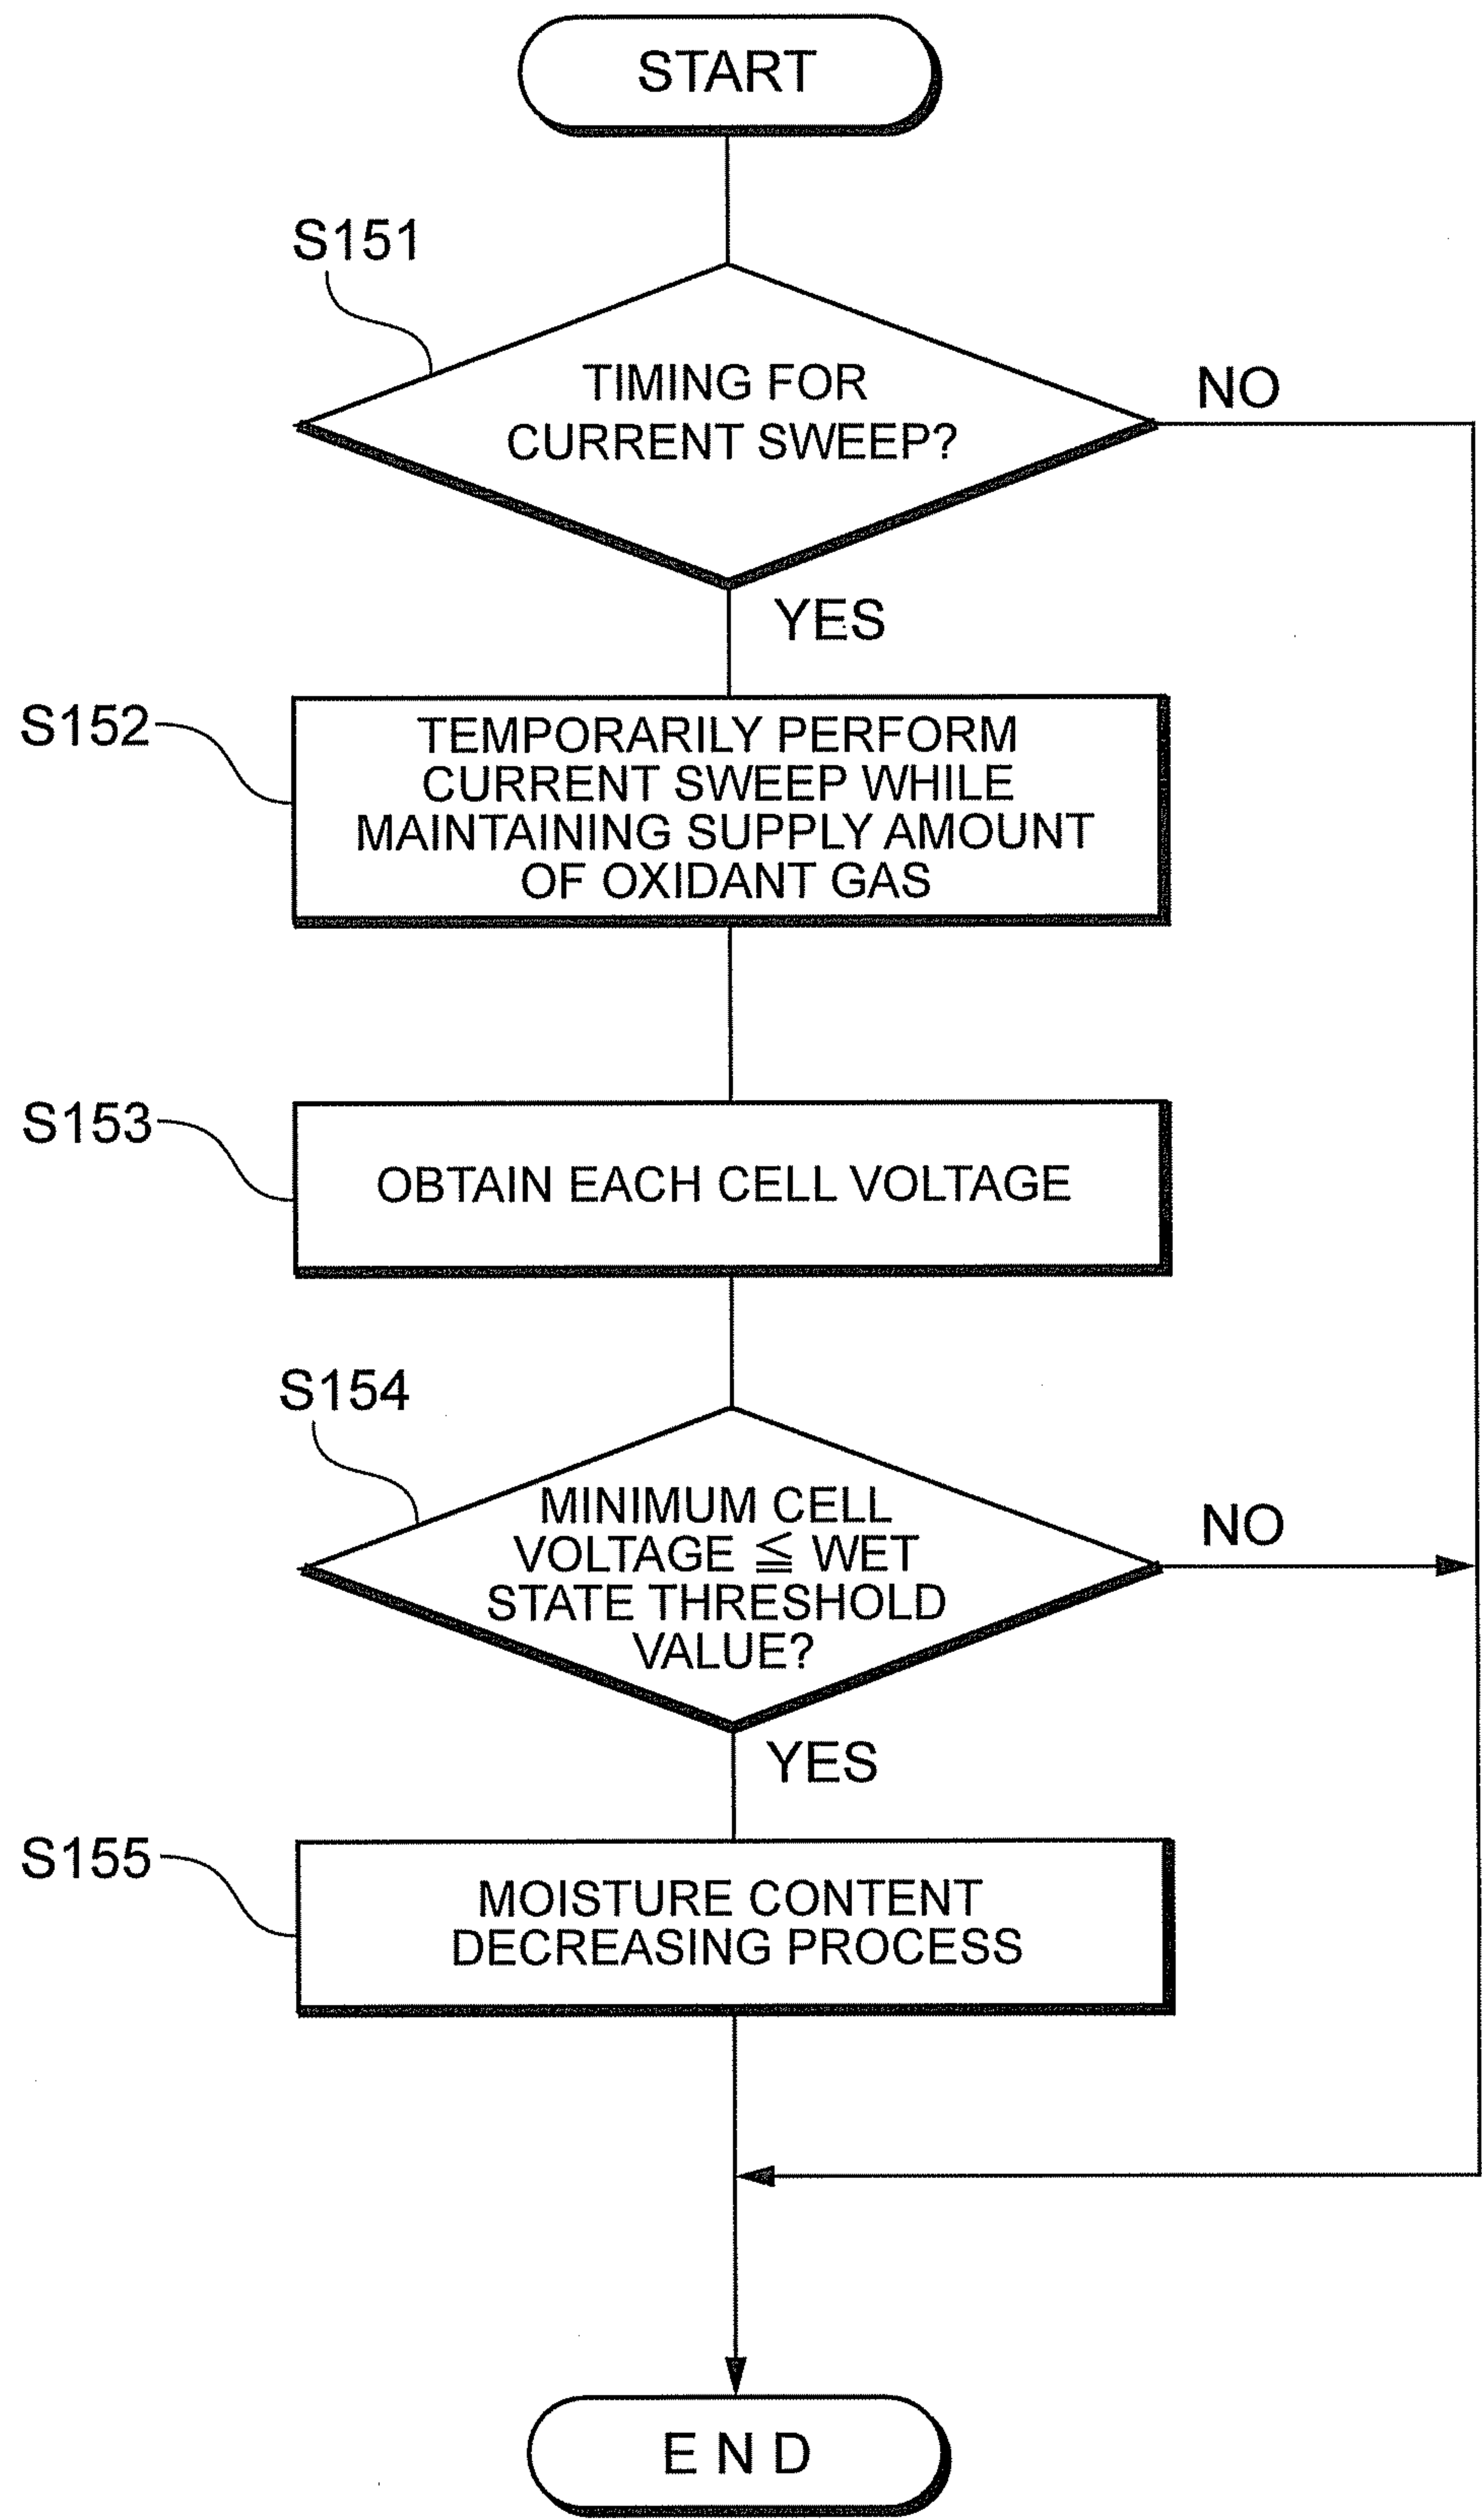 START
S151
TIMING FOR
CURRENT SWEEP?
NO
YES
S152
TEMPORARILY PERFORM
CURRENT SWEEP WHILE
MAINTAINING SUPPLY AMOUNT
OF OXIDANT GAS
S153
OBTAIN EACH CELL VOLTAGE
S154
MINIMUM CELL
VOLTAGE ≦ WET
STATE THRESHOLD
VALUE?
NO
YES
S155
MOISTURE CONTENT
DECREASING PROCESS
END